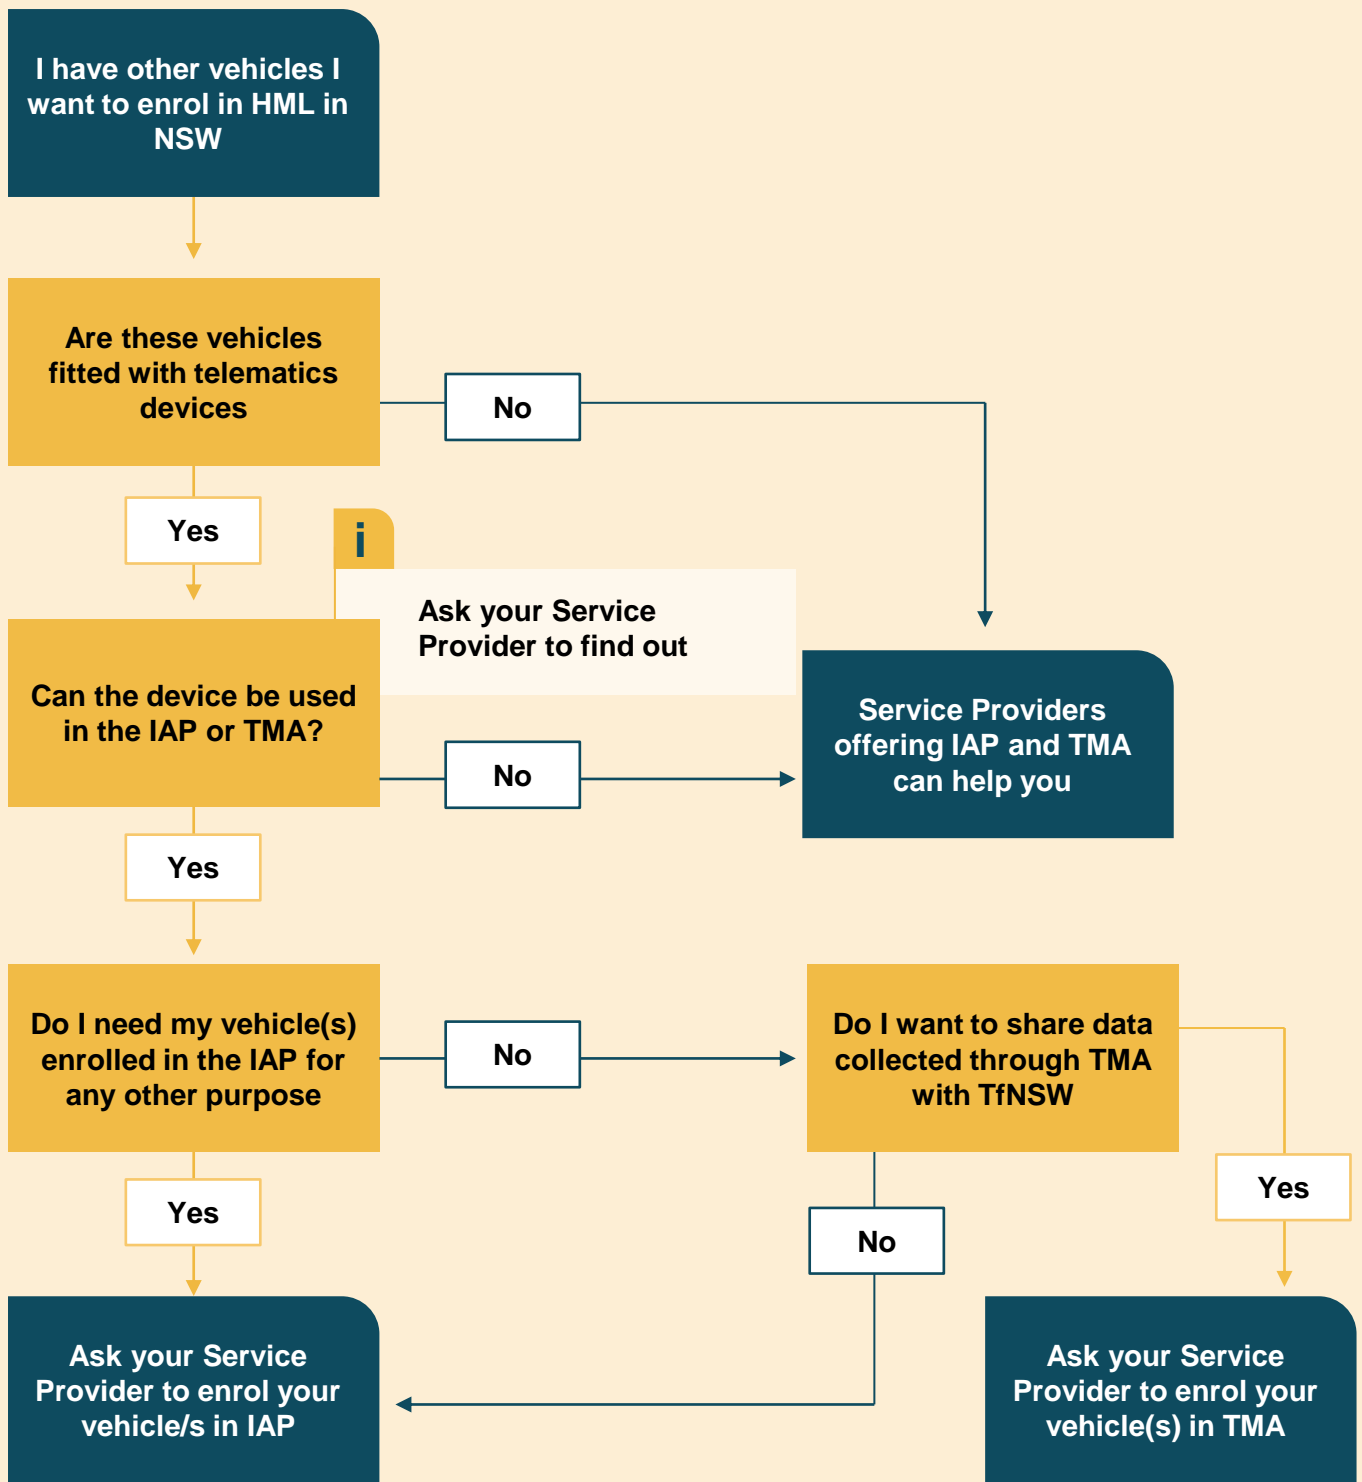 I have other vehicles I
want to enrol in HML in
NSW
Are these vehicles
fitted with telematics
devices
No
Yes
i
Ask your Service
Provider to find out
Can the device be used
in the IAP or TMA?
Service Providers
offering IAP and TMA
can help you
No
Yes
Do I need my vehicle(s)
enrolled in the IAP for
any other purpose
No
Do I want to share data
collected through TMA
with TfNSW
Yes
Yes
No
Ask your Service
Provider to enrol your
vehicle/s in IAP
Ask your Service
Provider to enrol your
vehicle(s) in TMA